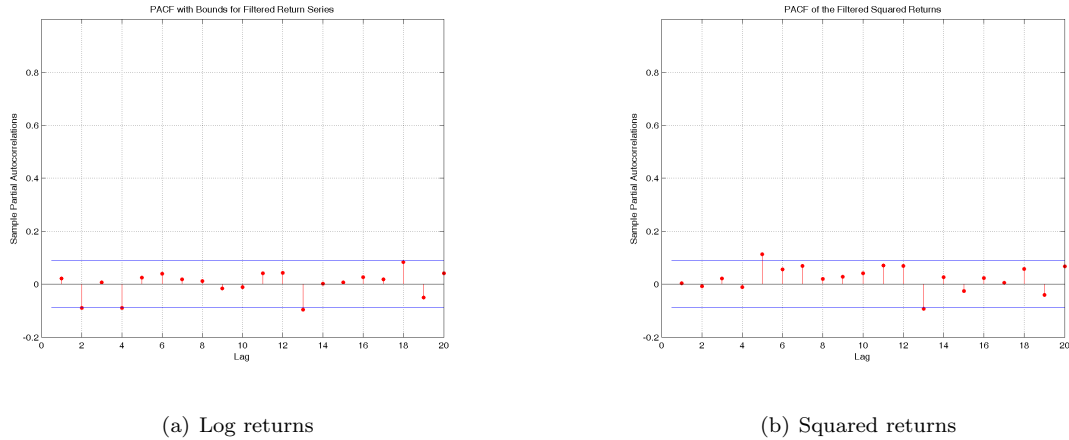 PACF with Bounds for Filtered Return Series
Sample Partial Autocorrelations
0.8
0.6
0.4
0.2
0
-0.2
0 2 4 6 8 10 12 14 16 18 20
Lag
(a) Log returns
PACF of the Filtered Squared Returns
Sample Partial Autocorrelations
0.8
0.6
0.4
0.2
0
-0.2
0 2 4 6 8 10 12 14 16 18 20
Lag
(b) Squared returns